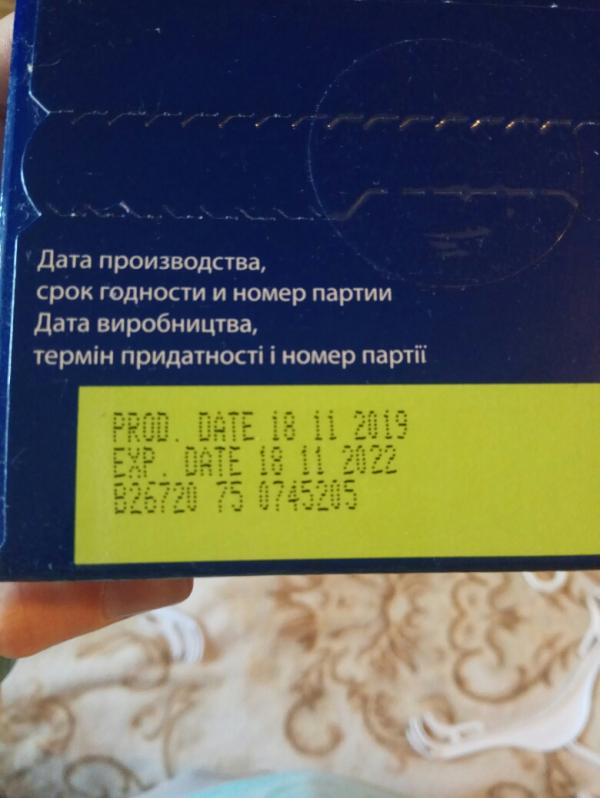 Дата производства,
срок годности и номер партии
Дата виробництва,
термін придатності і номер партії
PROD. DATE 18 11 2019
EXP. DATE 18 11 2022
B26720 75 0745205